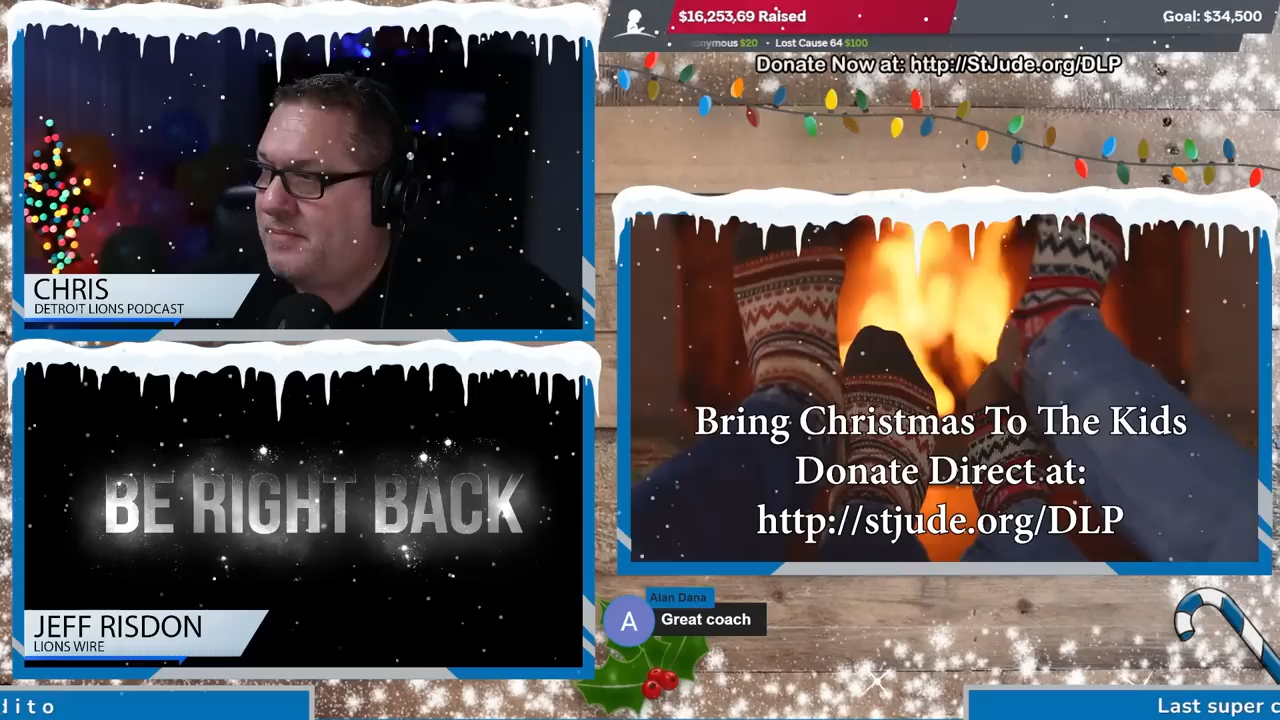 $16,253,69 Raised
Goal: $34,500
onymous $20 • Lost Cause 64 $100
Donate Now at: http://StJude.org/DLP
CHRIS
DETROIT LIONS PODCAST
Bring Christmas To The Kids
Donate Direct at:
http://stjude.org/DLP
BE RIGHT BACK
JEFF RISDON
LIONS WIRE
Alan Dana
A
Great coach
dito
Last super c